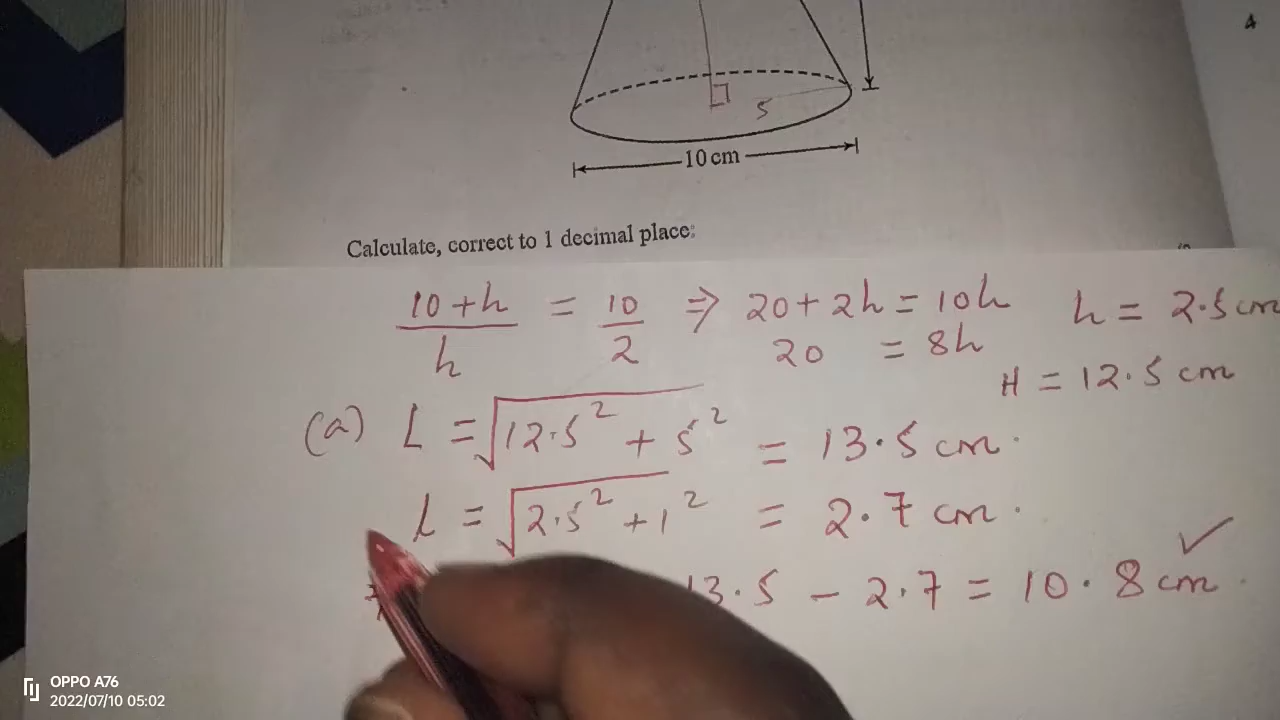 4
5
10 cm
Calculate, correct to 1 decimal place:
10 + h / h = 10 / 2 ⇒ 20 + 2h = 10h h = 2.5 cm
20 = 8h
H = 12.5 cm
(a) L = √12.5² + 5² = 13.5 cm.
l = √2.5² + 1² = 2.7 cm.
13.5 − 2.7 = 10.8 cm. ✓
OPPO A76
2022/07/10 05:02